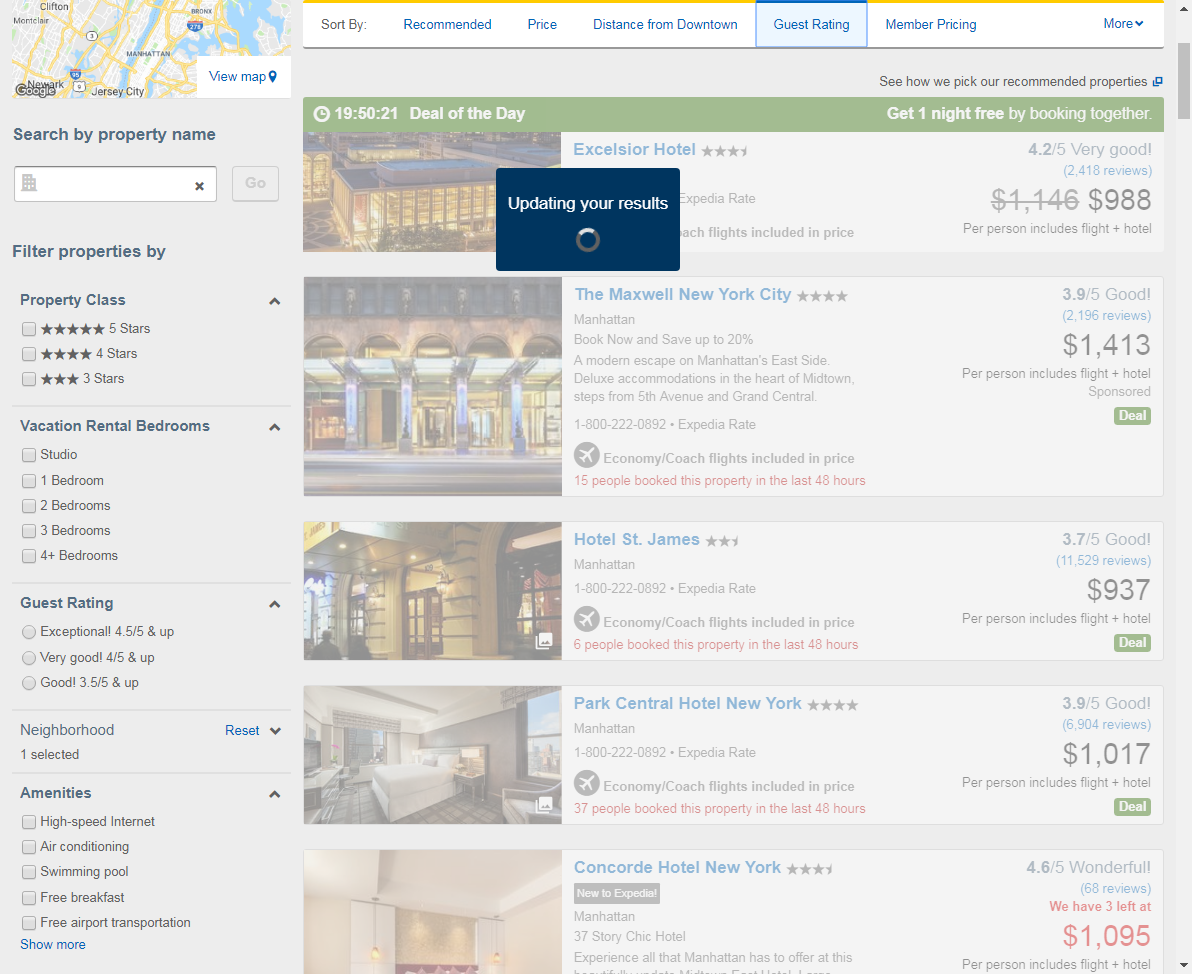 Clifton
Montclair
BRONX
278
3
MANHATTAN
95
9
Newark
Google
Jersey City
View map
Search by property name
Go
Filter properties by
Property Class
5 Stars
4 Stars
3 Stars
Vacation Rental Bedrooms
Studio
1 Bedroom
2 Bedrooms
3 Bedrooms
4+ Bedrooms
Guest Rating
Exceptional! 4.5/5 & up
Very good! 4/5 & up
Good! 3.5/5 & up
Neighborhood Reset
1 selected
Amenities
High-speed Internet
Air conditioning
Swimming pool
Free breakfast
Free airport transportation
Show more
Sort By: Recommended Price Distance from Downtown Guest Rating Member Pricing More
See how we pick our recommended properties
19:50:21 Deal of the Day Get 1 night free by booking together.
Excelsior Hotel 4.2/5 Very good!
(2,418 reviews)
Updating your results
Expedia Rate $1,146 $988
flights included in price Per person includes flight + hotel
The Maxwell New York City 3.9/5 Good!
Manhattan (2,196 reviews)
Book Now and Save up to 20% $1,413
A modern escape on Manhattan's East Side.
Deluxe accommodations in the heart of Midtown, Per person includes flight + hotel
steps from 5th Avenue and Grand Central. Sponsored
1-800-222-0892 • Expedia Rate Deal
Economy/Coach flights included in price
15 people booked this property in the last 48 hours
Hotel St. James 3.7/5 Good!
Manhattan (11,529 reviews)
1-800-222-0892 • Expedia Rate $937
Economy/Coach flights included in price Per person includes flight + hotel
6 people booked this property in the last 48 hours Deal
Park Central Hotel New York 3.9/5 Good!
Manhattan (6,904 reviews)
1-800-222-0892 • Expedia Rate $1,017
Economy/Coach flights included in price Per person includes flight + hotel
37 people booked this property in the last 48 hours Deal
Concorde Hotel New York 4.6/5 Wonderful!
New to Expedia! (68 reviews)
Manhattan We have 3 left at
37 Story Chic Hotel $1,095
Experience all that Manhattan has to offer at this Per person includes flight + hotel